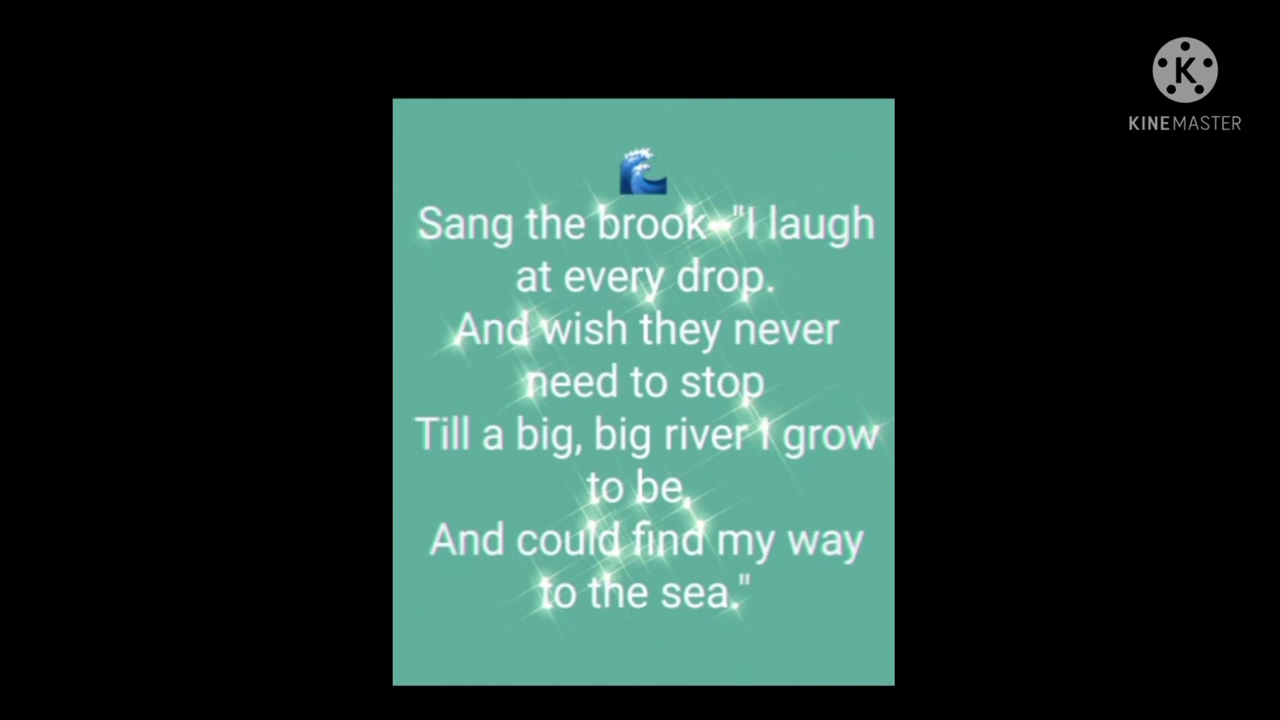 K
KINEMASTER
🌊
Sang the brook--"I laugh
at every drop.
And wish they never
need to stop
Till a big, big river I grow
to be,
And could find my way
to the sea."